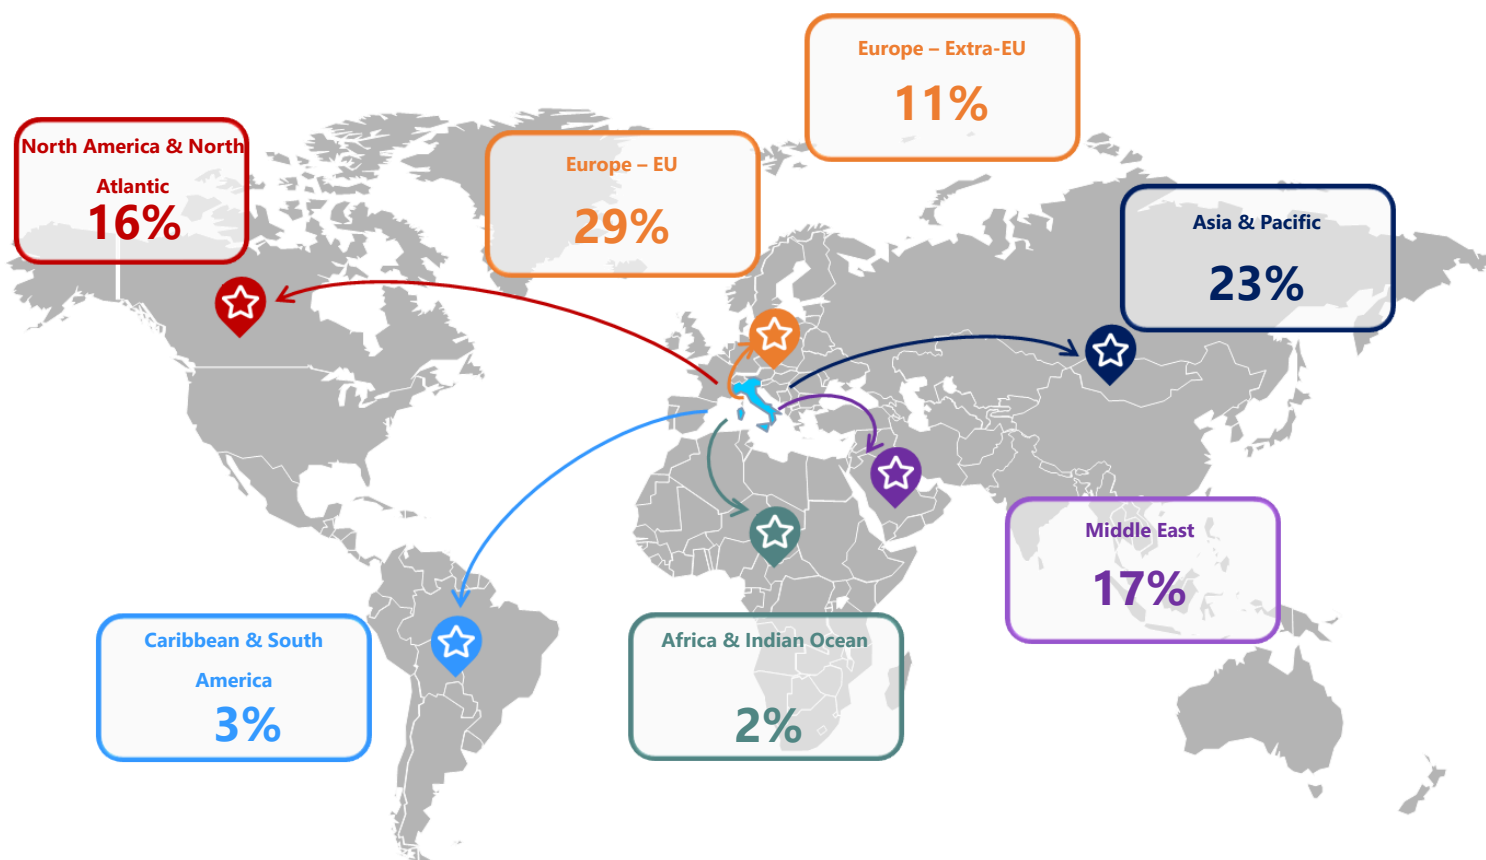 Europe – Extra-EU
11%
North America & North
Atlantic
16%
Europe – EU
29%
Asia & Pacific
23%
Middle East
17%
Caribbean & South
America
3%
Africa & Indian Ocean
2%